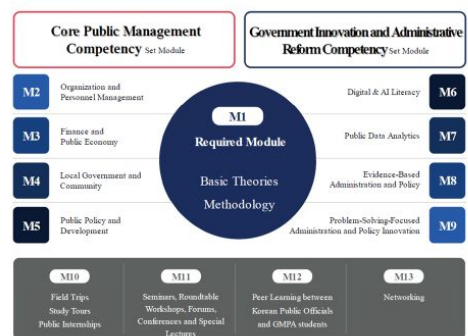 Core Public Management
Competency Set Module
Government Innovation and Administrative
Reform Competency Set Module
M2
Organization and
Personnel Management
M3
Finance and
Public Economy
M4
Local Government and
Community
M5
Public Policy and
Development
M1
Required Module
Basic Theories
Methodology
Digital & AI Literacy
M6
Public Data Analytics
M7
Evidence-Based
Administration and Policy
M8
Problem-Solving-Focused
Administration and Policy Innovation
M9
M10
Field Trips
Study Tours
Public Internships
M11
Seminars, Roundtable
Workshops, Forums,
Conferences and Special
Lectures
M12
Peer Learning between
Korean Public Officials
and GMPA students
M13
Networking